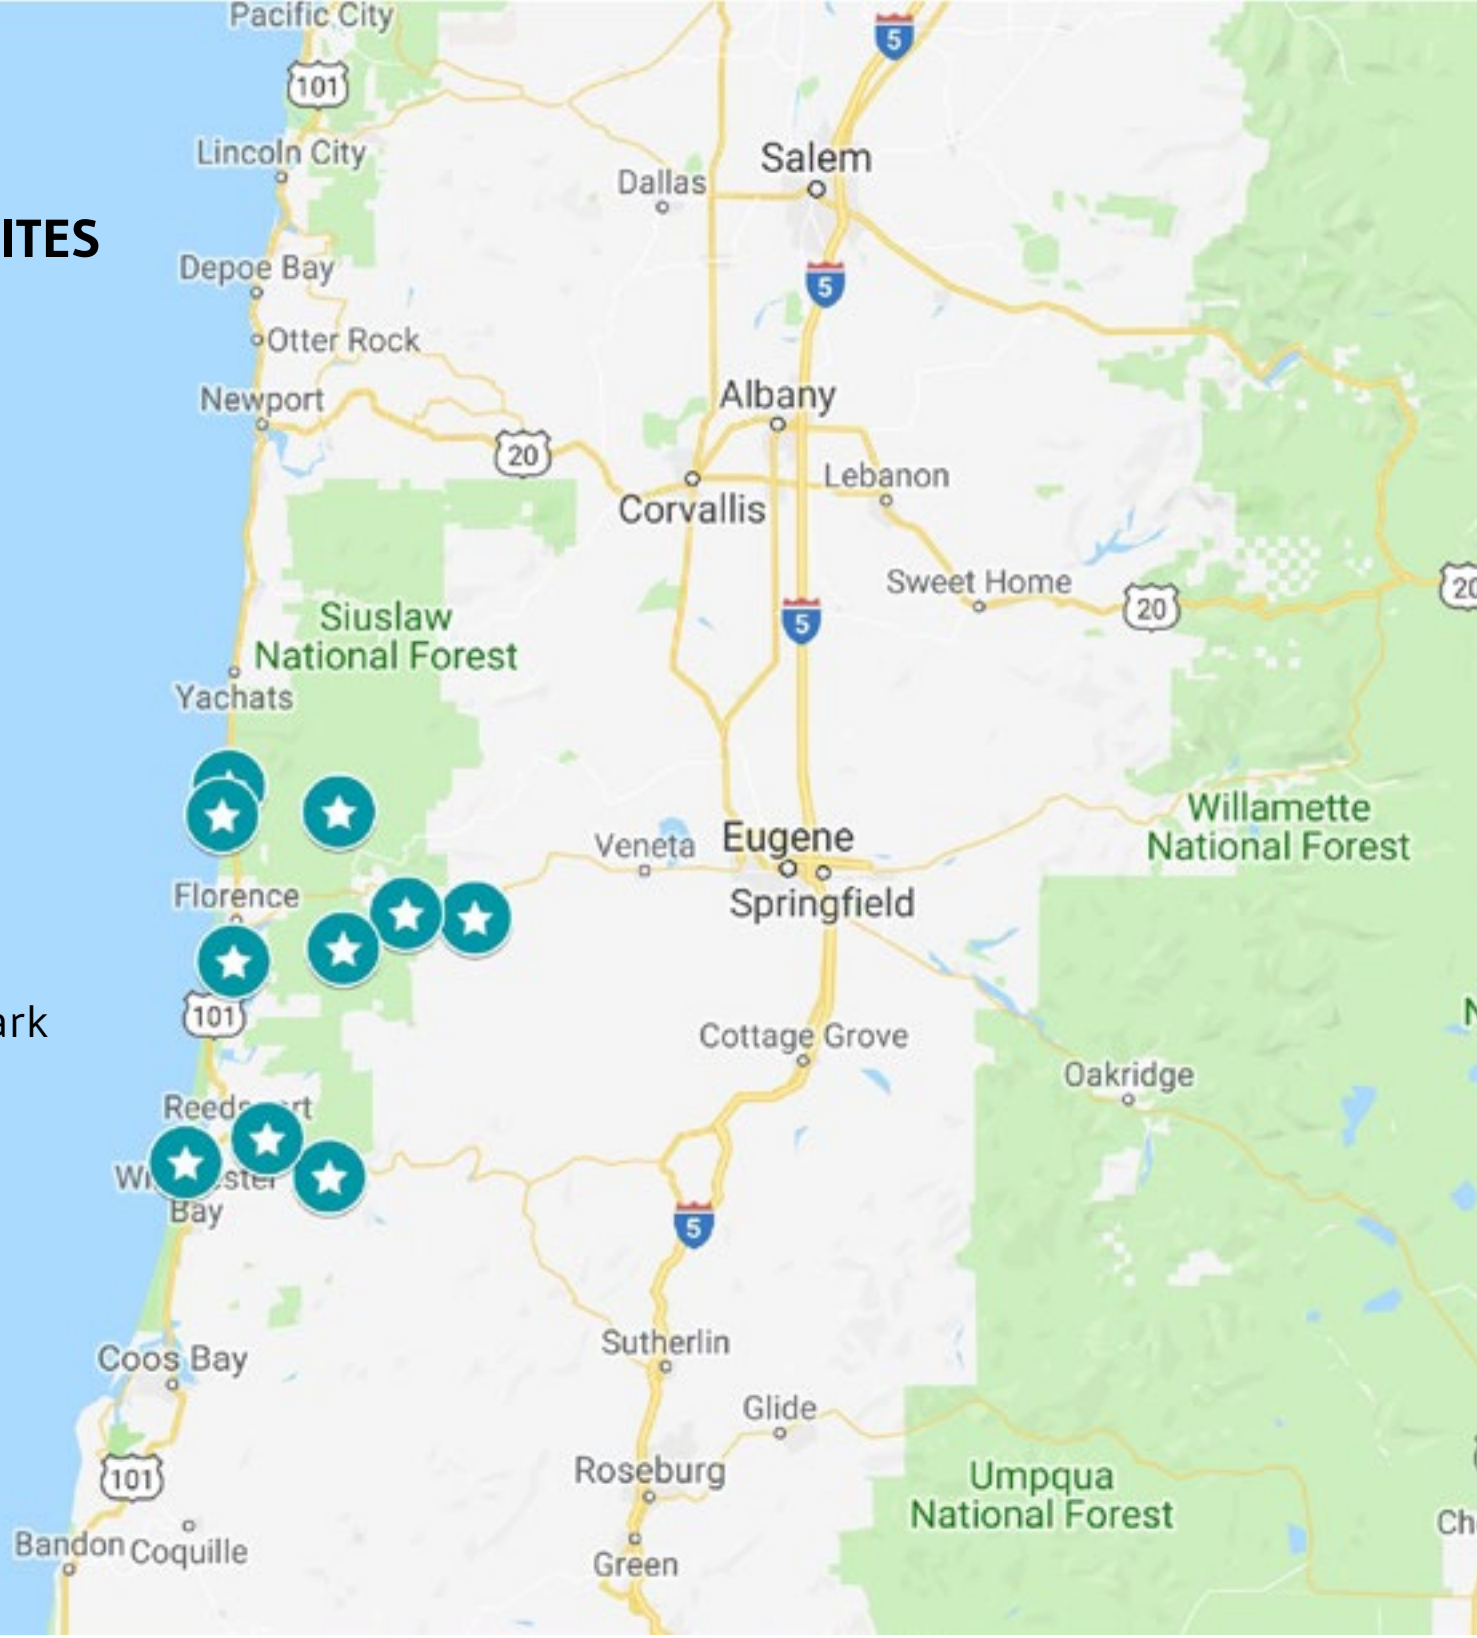 Pacific City
5
101
Lincoln City
Salem
Dallas
ITES
Depoe Bay
5
Otter Rock
Newport
Albany
20
Lebanon
Corvallis
Sweet Home
20
20
Siuslaw
National Forest
5
Yachats
Willamette
National Forest
Veneta
Eugene
Florence
Springfield
101
ark
N
Cottage Grove
Oakridge
Reedsport
Bay
5
Sutherlin
Coos Bay
Glide
Roseburg
101
Umpqua
National Forest
Ch
Bandon
Coquille
Green